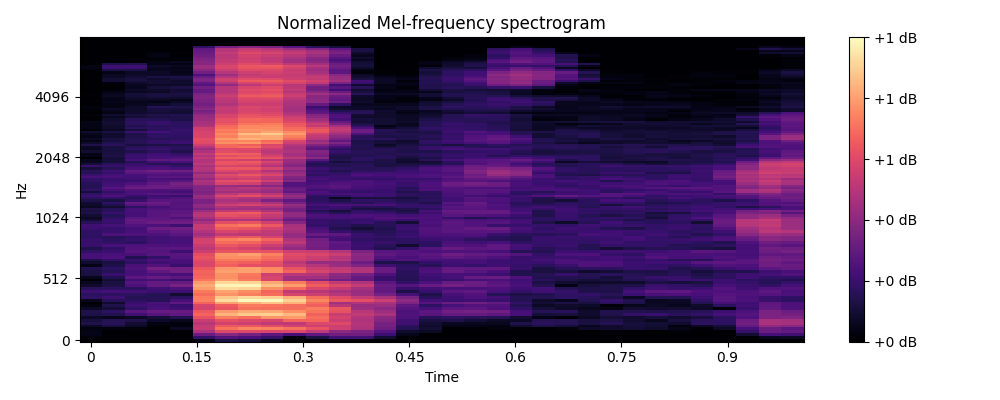 Normalized Mel-frequency spectrogram
+1 dB
+1 dB
+1 dB
+0 dB
+0 dB
+0 dB
4096
2048
1024
512
0
Hz
0
0.15
0.3
0.45
0.6
0.75
0.9
Time